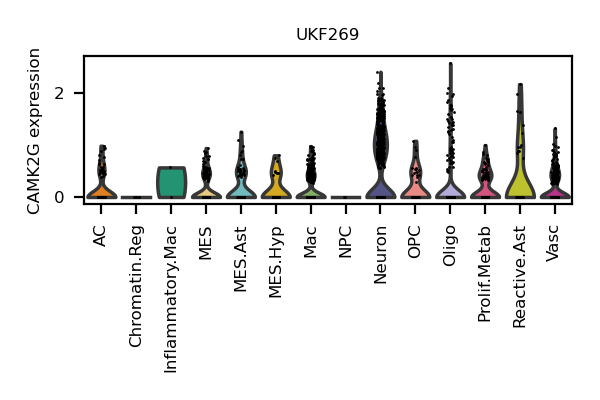 UKF269
CAMK2G expression
2
0
AC
Chromatin.Reg
Inflammatory.Mac
MES
MES.Ast
MES.Hyp
Mac
NPC
Neuron
OPC
Oligo
Prolif.Metab
Reactive.Ast
Vasc